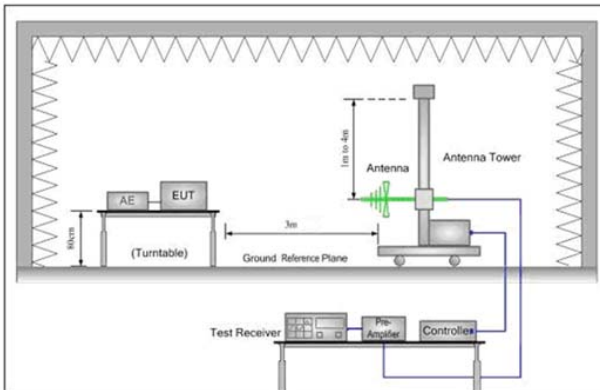 1m to 4m
Antenna
Antenna Tower
AE
EUT
80cm
(Turntable)
3m
Ground Reference Plane
Test Receiver
Pre-
Amplifier
Controller